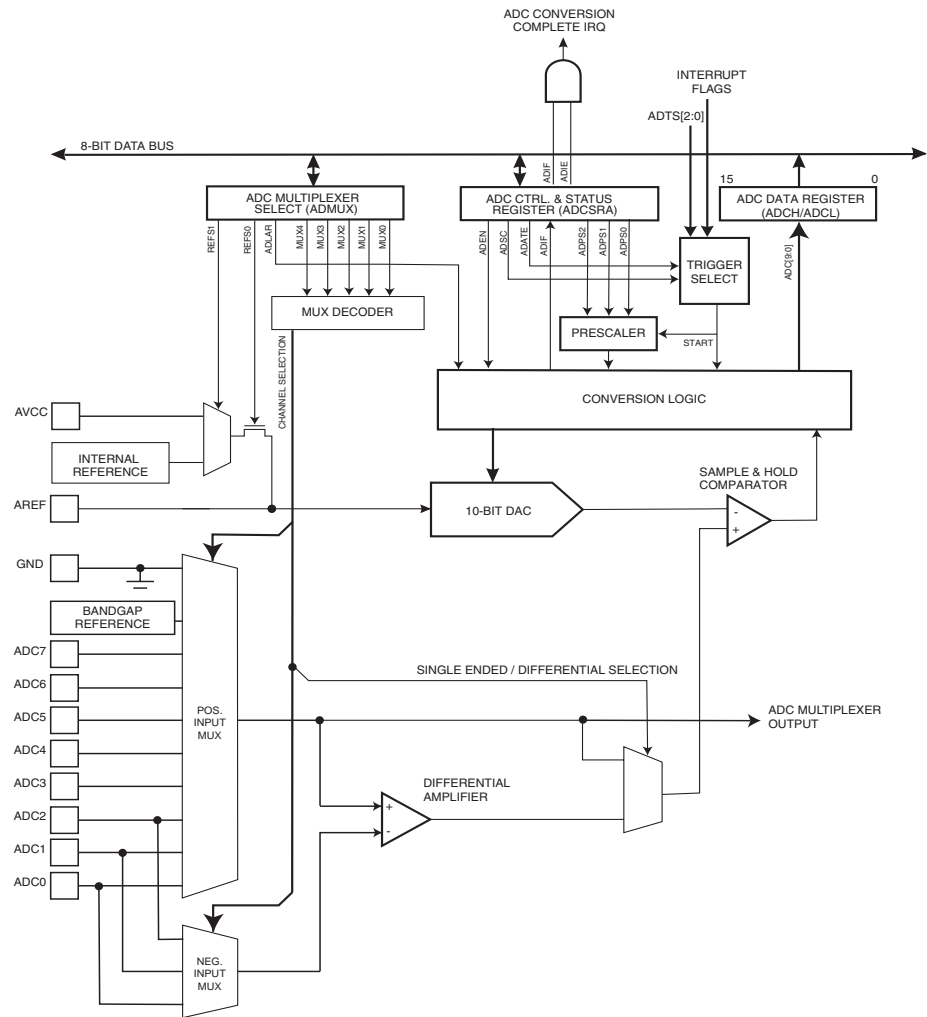 ADC CONVERSION
COMPLETE IRQ
INTERRUPT
FLAGS
ADTS[2:0]
8-BIT DATA BUS
ADIF
ADIE
15
0
ADC MULTIPLEXER
SELECT (ADMUX)
ADC CTRL. & STATUS
REGISTER (ADCSRA)
ADC DATA REGISTER
(ADCH/ADCL)
REFS1
REFS0
ADLAR
MUX4
MUX3
MUX2
MUX1
MUX0
ADEN
ADSC
ADATE
ADIF
ADPS2
ADPS1
ADPS0
ADC[9:0]
TRIGGER
SELECT
MUX DECODER
PRESCALER
START
CHANNEL SELECTION
CONVERSION LOGIC
AVCC
INTERNAL
REFERENCE
SAMPLE & HOLD
COMPARATOR
AREF
10-BIT DAC
-
+
GND
BANDGAP
REFERENCE
ADC7
SINGLE ENDED / DIFFERENTIAL SELECTION
ADC6
ADC5
POS.
INPUT
MUX
ADC MULTIPLEXER
OUTPUT
ADC4
ADC3
DIFFERENTIAL
AMPLIFIER
+
-
ADC2
ADC1
ADC0
NEG.
INPUT
MUX